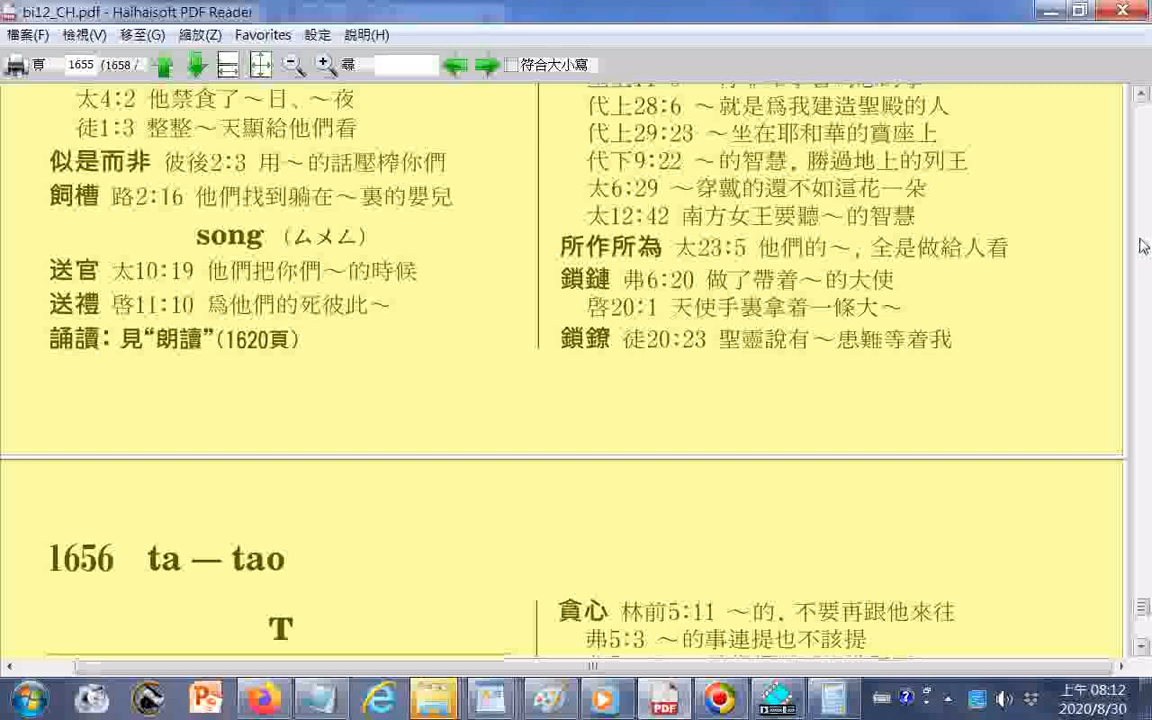 bi12_CH.pdf - Haihaisoft PDF Reader
檔案(F) 檢視(V) 移至(G) 縮放(Z) Favorites 設定 說明(H)
頁 1655 (1658 / 尋 符合大小寫
太4:2 他禁食了～日、～夜
徒1:3 整整～天顯給他們看
似是而非 彼後2:3 用～的話壓榨你們
飼槽 路2:16 他們找到躺在～裏的嬰兒
song (ㄙㄨㄥ)
送官 太10:19 他們把你們～的時候
送禮 啓11:10 爲他們的死彼此～
誦讀：見“朗讀”(1620頁)
代上28:6 ～就是爲我建造聖殿的人
代上29:23 ～坐在耶和華的寶座上
代下9:22 ～的智慧，勝過地上的列王
太6:29 ～穿戴的還不如這花一朵
太12:42 南方女王要聽～的智慧
所作所為 太23:5 他們的～，全是做給人看
鎖鏈 弗6:20 做了帶着～的大使
啓20:1 天使手裏拿着一條大～
鎖鐐 徒20:23 聖靈說有～患難等着我
1656 ta — tao
T
貪心 林前5:11 ～的，不要再跟他來往
弗5:3 ～的事連提也不該提
PDF
上午 08:12
2020/8/30